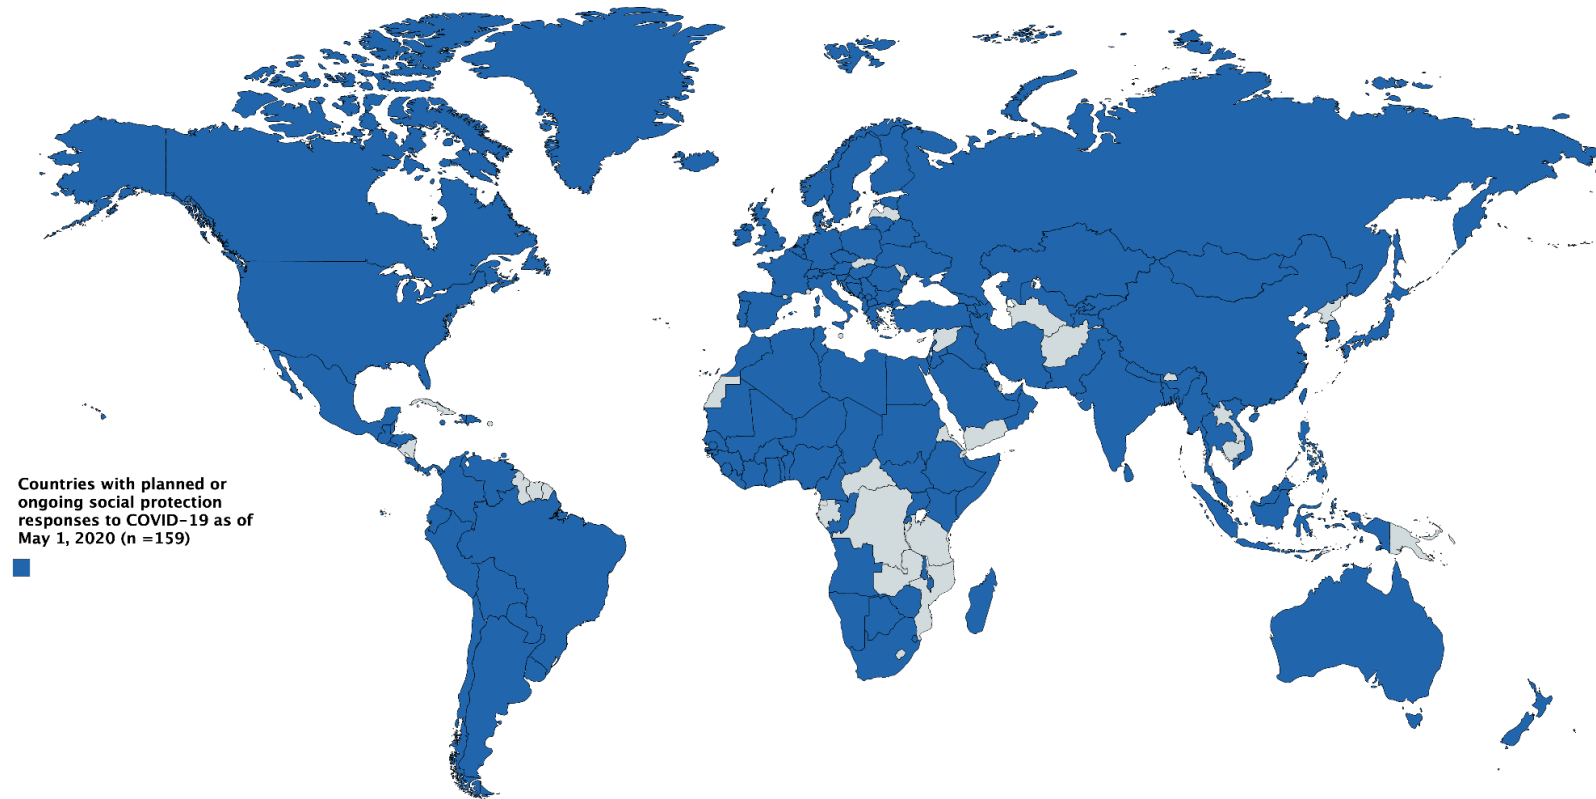 Countries with planned or
ongoing social protection
responses to COVID-19 as of
May 1, 2020 (n =159)